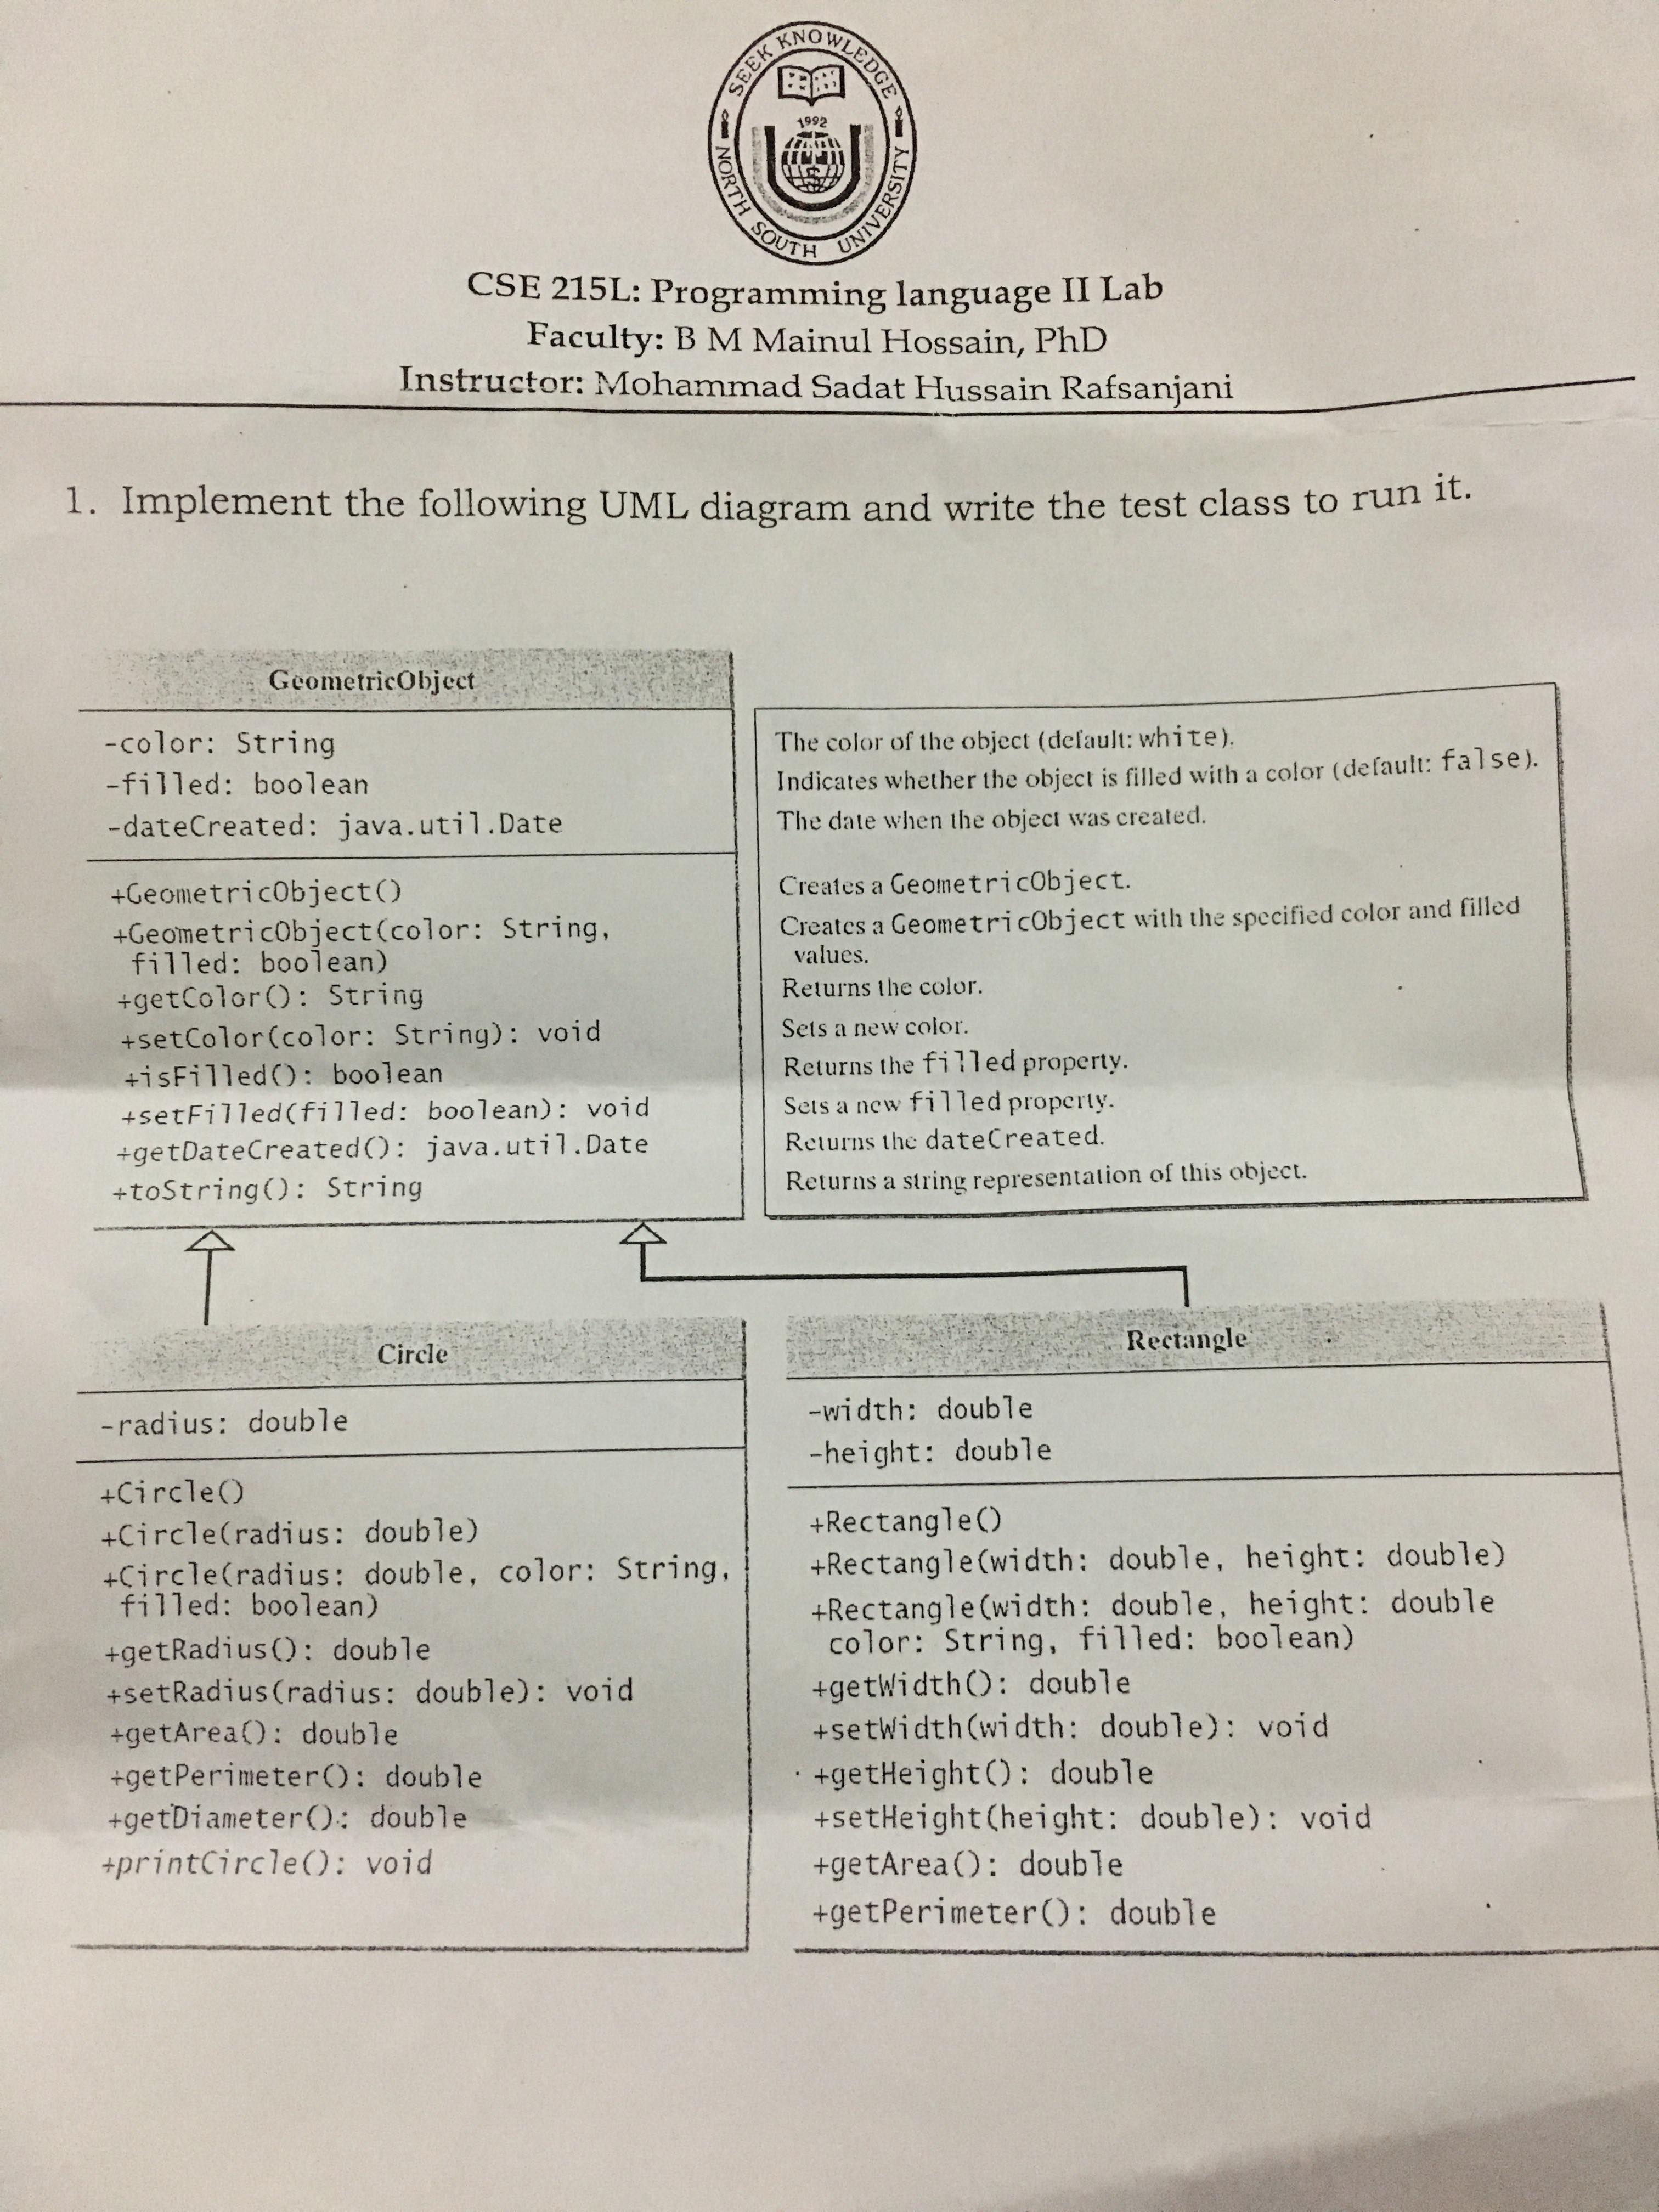 SEEK KNOWLEDGE
1992
NORTH SOUTH UNIVERSITY
CSE 215L: Programming language II Lab
Faculty: B M Mainul Hossain, PhD
Instructor: Mohammad Sadat Hussain Rafsanjani
1. Implement the following UML diagram and write the test class to run it.
GeometricObject
-color: String
-filled: boolean
-dateCreated: java.util.Date
+GeometricObject()
+GeometricObject(color: String,
filled: boolean)
+getColor(): String
+setColor(color: String): void
+isFilled(): boolean
+setFilled(filled: boolean): void
+getDateCreated(): java.util.Date
+toString(): String
The color of the object (default: white).
Indicates whether the object is filled with a color (default: false).
The date when the object was created.
Creates a GeometricObject.
Creates a GeometricObject with the specified color and filled
values.
Returns the color.
Sets a new color.
Returns the filled property.
Sets a new filled property.
Returns the dateCreated.
Returns a string representation of this object.
Circle
-radius: double
+Circle()
+Circle(radius: double)
+Circle(radius: double, color: String,
filled: boolean)
+getRadius(): double
+setRadius(radius: double): void
+getArea(): double
+getPerimeter(): double
+getDiameter(): double
+printCircle(): void
Rectangle
-width: double
-height: double
+Rectangle()
+Rectangle(width: double, height: double)
+Rectangle(width: double, height: double
color: String, filled: boolean)
+getWidth(): double
+setWidth(width: double): void
+getHeight(): double
+setHeight(height: double): void
+getArea(): double
+getPerimeter(): double